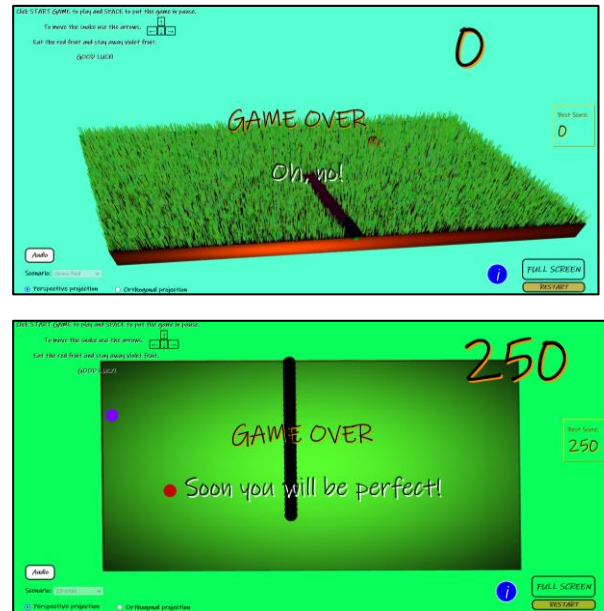 Click START GAME to play and SPACE to put the game in pause.
0
To move the snake use the arrows.
Eat the red fruit and stay away violet fruit.
GOOD LUCK!
GAME OVER
Best Score:
0
Oh, no!
Audio
Scenario:
FULL SCREEN
Perspective projection
Orthogonal projection
i
RESTART
Click START GAME to play and SPACE to put the game in pause.
250
To move the snake use the arrows.
Eat the red fruit and stay away violet fruit.
GOOD LUCK!
GAME OVER
Best Score:
250
Soon you will be perfect!
Audio
Scenario:
FULL SCREEN
Perspective projection
Orthogonal projection
i
RESTART